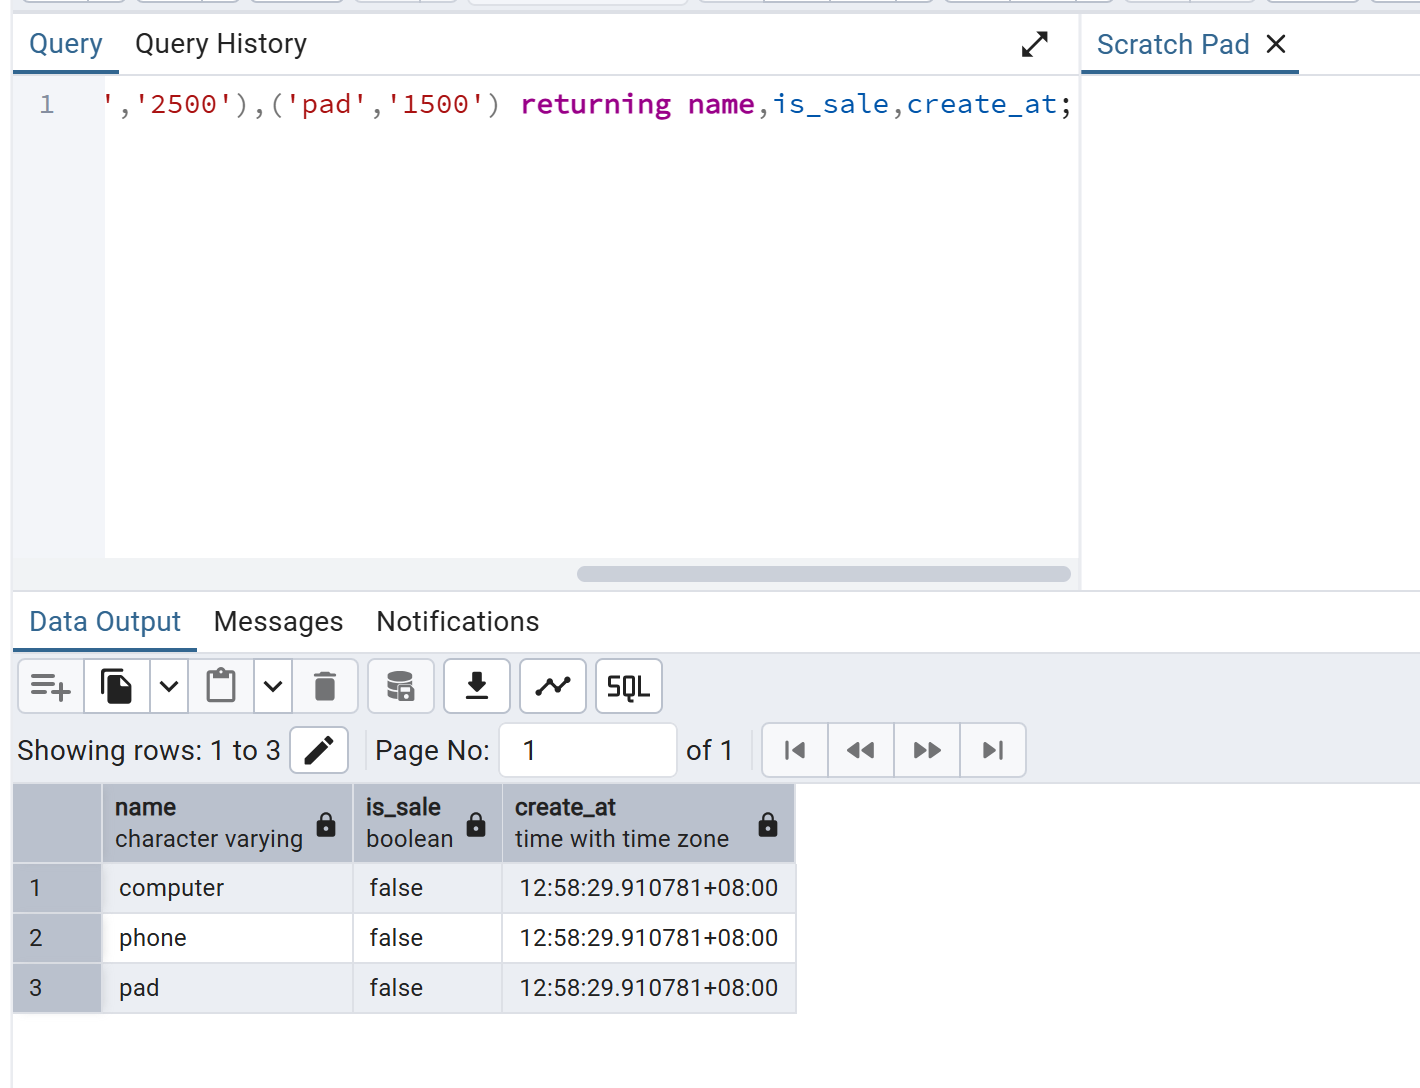 Query Query History Scratch Pad
1 ','2500'),('pad','1500') returning name,is_sale,create_at;
Data Output Messages Notifications
SQL
Showing rows: 1 to 3 Page No: 1 of 1
name is_sale create_at
character varying boolean time with time zone
1 computer false 12:58:29.910781+08:00
2 phone false 12:58:29.910781+08:00
3 pad false 12:58:29.910781+08:00